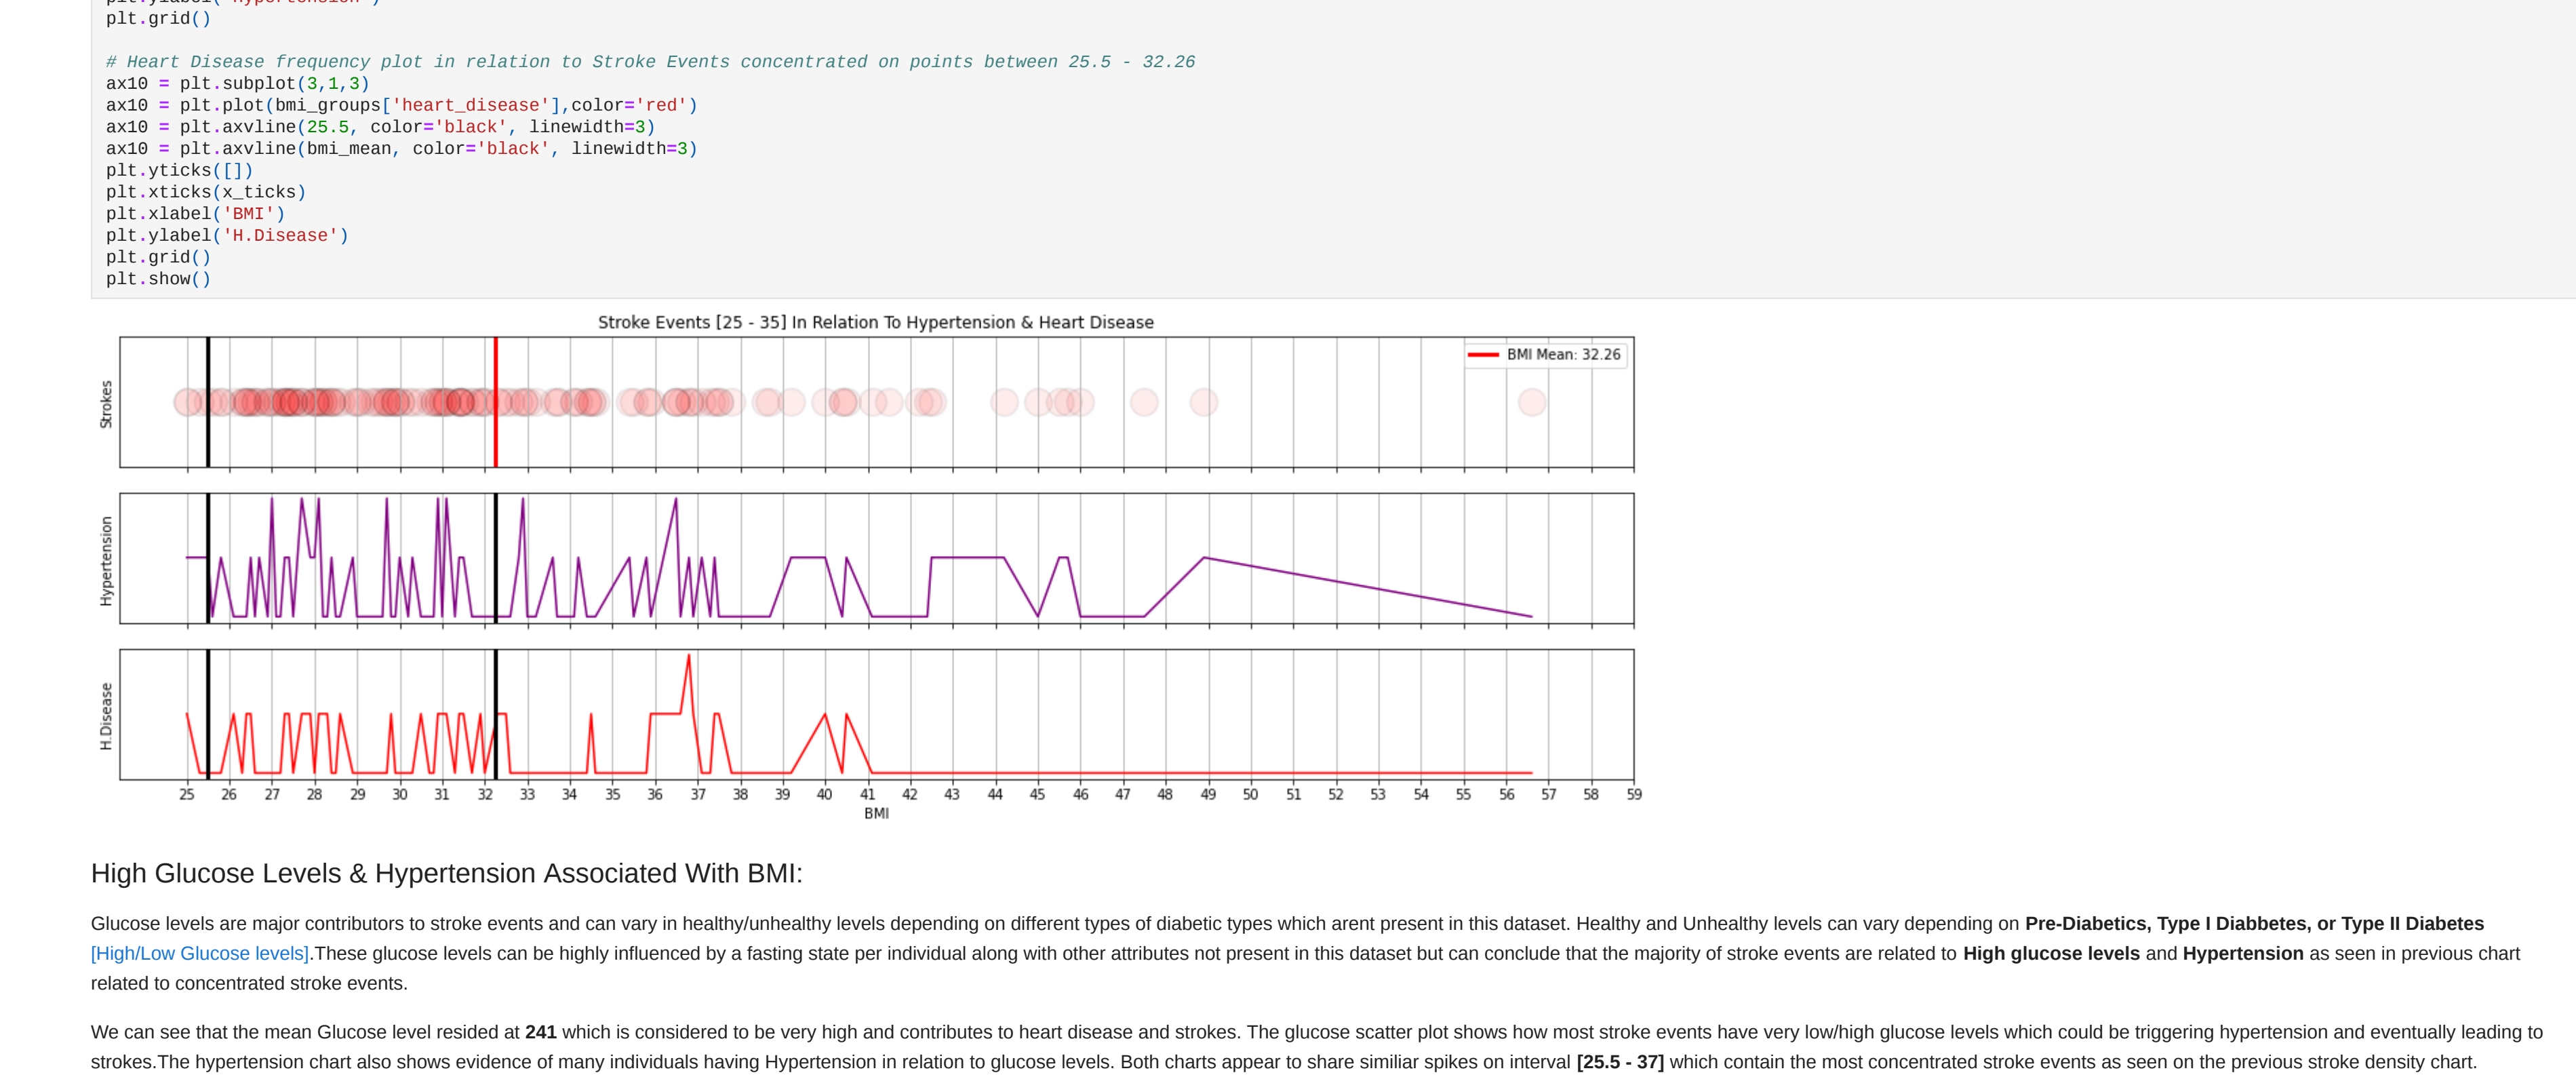 plt.ylabel('Hypertension')
plt.grid()
# Heart Disease frequency plot in relation to Stroke Events concentrated on points between 25.5 - 32.26
ax10 = plt.subplot(3,1,3)
ax10 = plt.plot(bmi_groups['heart_disease'],color='red')
ax10 = plt.axvline(25.5, color='black', linewidth=3)
ax10 = plt.axvline(bmi_mean, color='black', linewidth=3)
plt.yticks([])
plt.xticks(x_ticks)
plt.xlabel('BMI')
plt.ylabel('H.Disease')
plt.grid()
plt.show()
Stroke Events [25 - 35] In Relation To Hypertension & Heart Disease
BMI Mean: 32.26
Strokes
Hypertension
H.Disease
25 26 27 28 29 30 31 32 33 34 35 36 37 38 39 40 41 42 43 44 45 46 47 48 49 50 51 52 53 54 55 56 57 58 59
BMI
High Glucose Levels & Hypertension Associated With BMI:
Glucose levels are major contributors to stroke events and can vary in healthy/unhealthy levels depending on different types of diabetic types which arent present in this dataset. Healthy and Unhealthy levels can vary depending on Pre-Diabetics, Type I Diabbetes, or Type II Diabetes
[High/Low Glucose levels].These glucose levels can be highly influenced by a fasting state per individual along with other attributes not present in this dataset but can conclude that the majority of stroke events are related to High glucose levels and Hypertension as seen in previous chart
related to concentrated stroke events.
We can see that the mean Glucose level resided at 241 which is considered to be very high and contributes to heart disease and strokes. The glucose scatter plot shows how most stroke events have very low/high glucose levels which could be triggering hypertension and eventually leading to
strokes.The hypertension chart also shows evidence of many individuals having Hypertension in relation to glucose levels. Both charts appear to share similiar spikes on interval [25.5 - 37] which contain the most concentrated stroke events as seen on the previous stroke density chart.